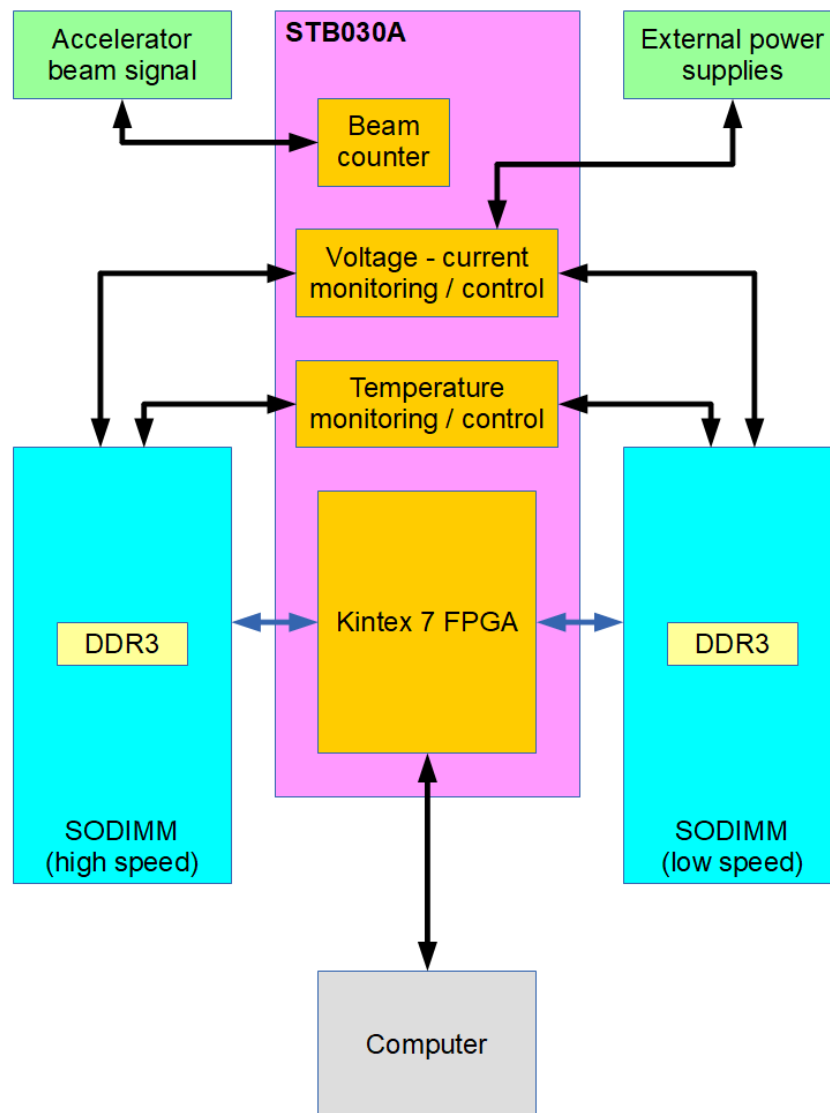 Accelerator
beam signal
STB030A
External power
supplies
Beam
counter
Voltage - current
monitoring / control
Temperature
monitoring / control
Kintex 7 FPGA
DDR3
DDR3
SODIMM
(high speed)
SODIMM
(low speed)
Computer